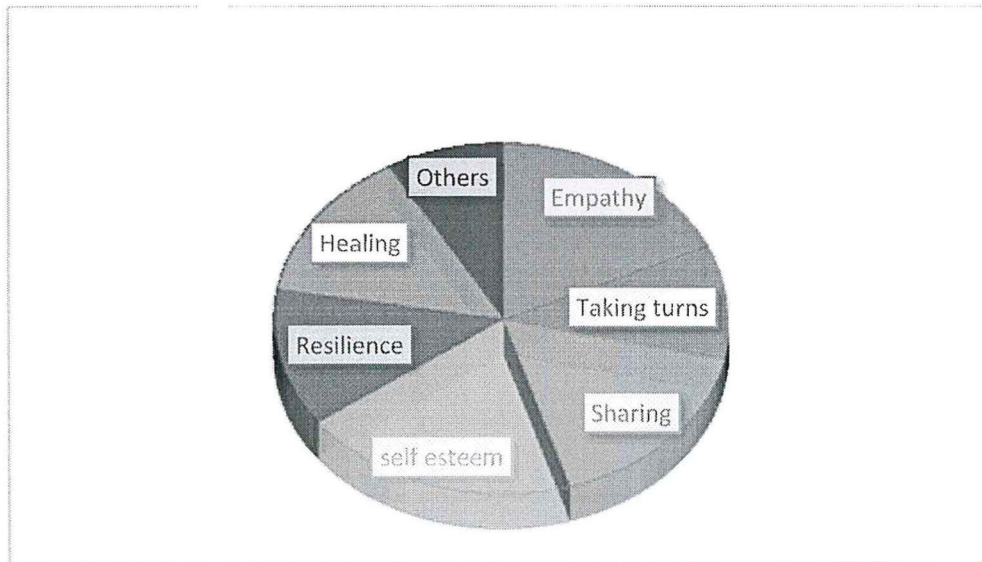 Others
Empathy
Healing
Taking turns
Resilience
Sharing
self esteem